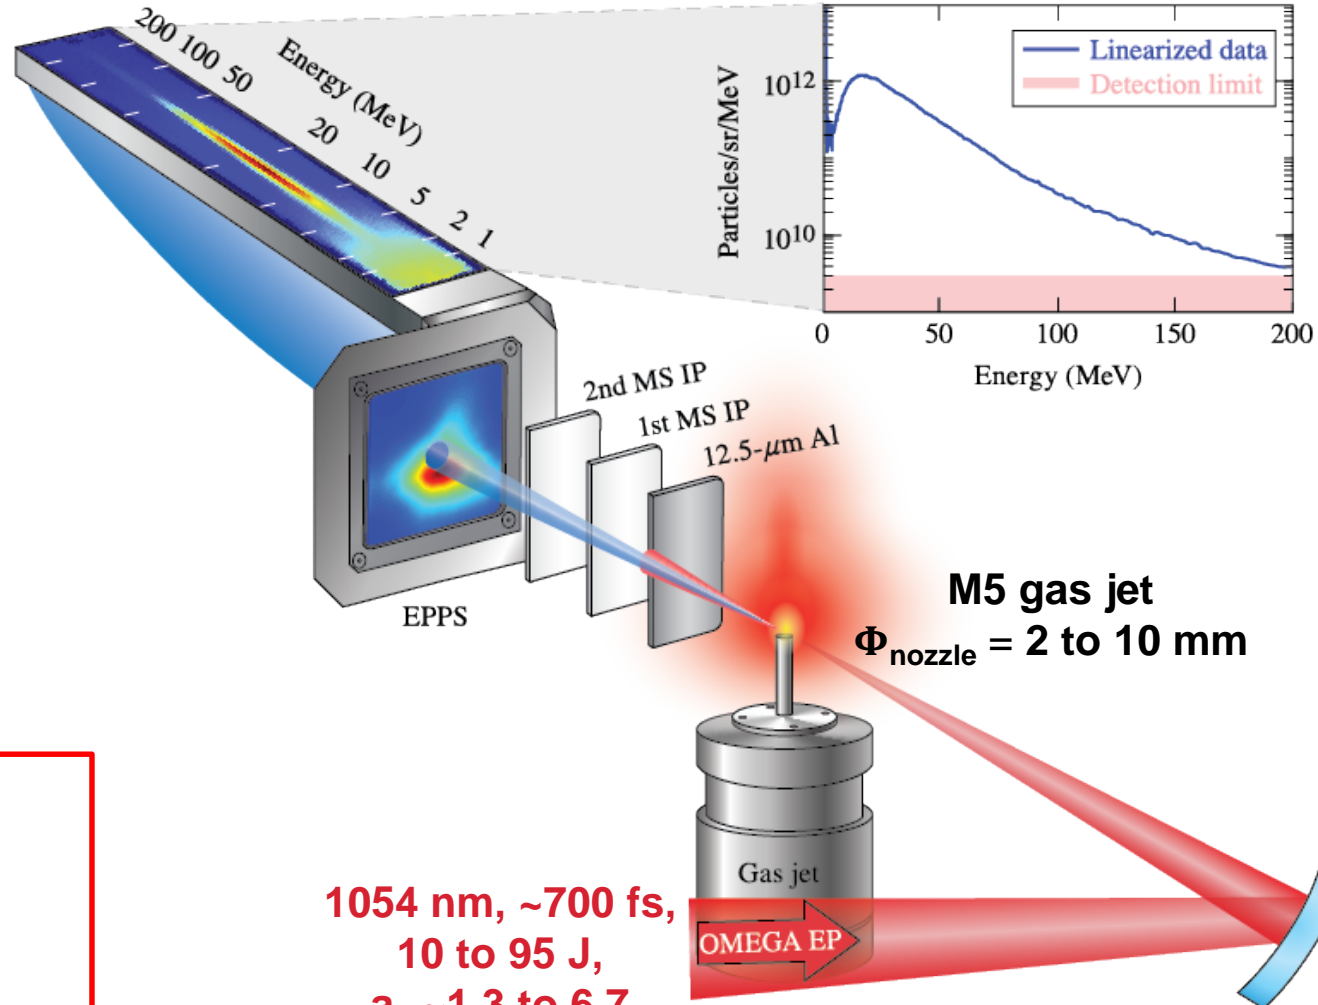 200 100 50 20 10 5 2 1
Energy (MeV)
Particles/sr/MeV
10¹²
10¹⁰
Linearized data
Detection limit
0 50 100 150 200
Energy (MeV)
2nd MS IP
1st MS IP
12.5-μm Al
EPPS
M5 gas jet
Φnozzle = 2 to 10 mm
Gas jet
OMEGA EP
1054 nm, ~700 fs,
10 to 95 J,